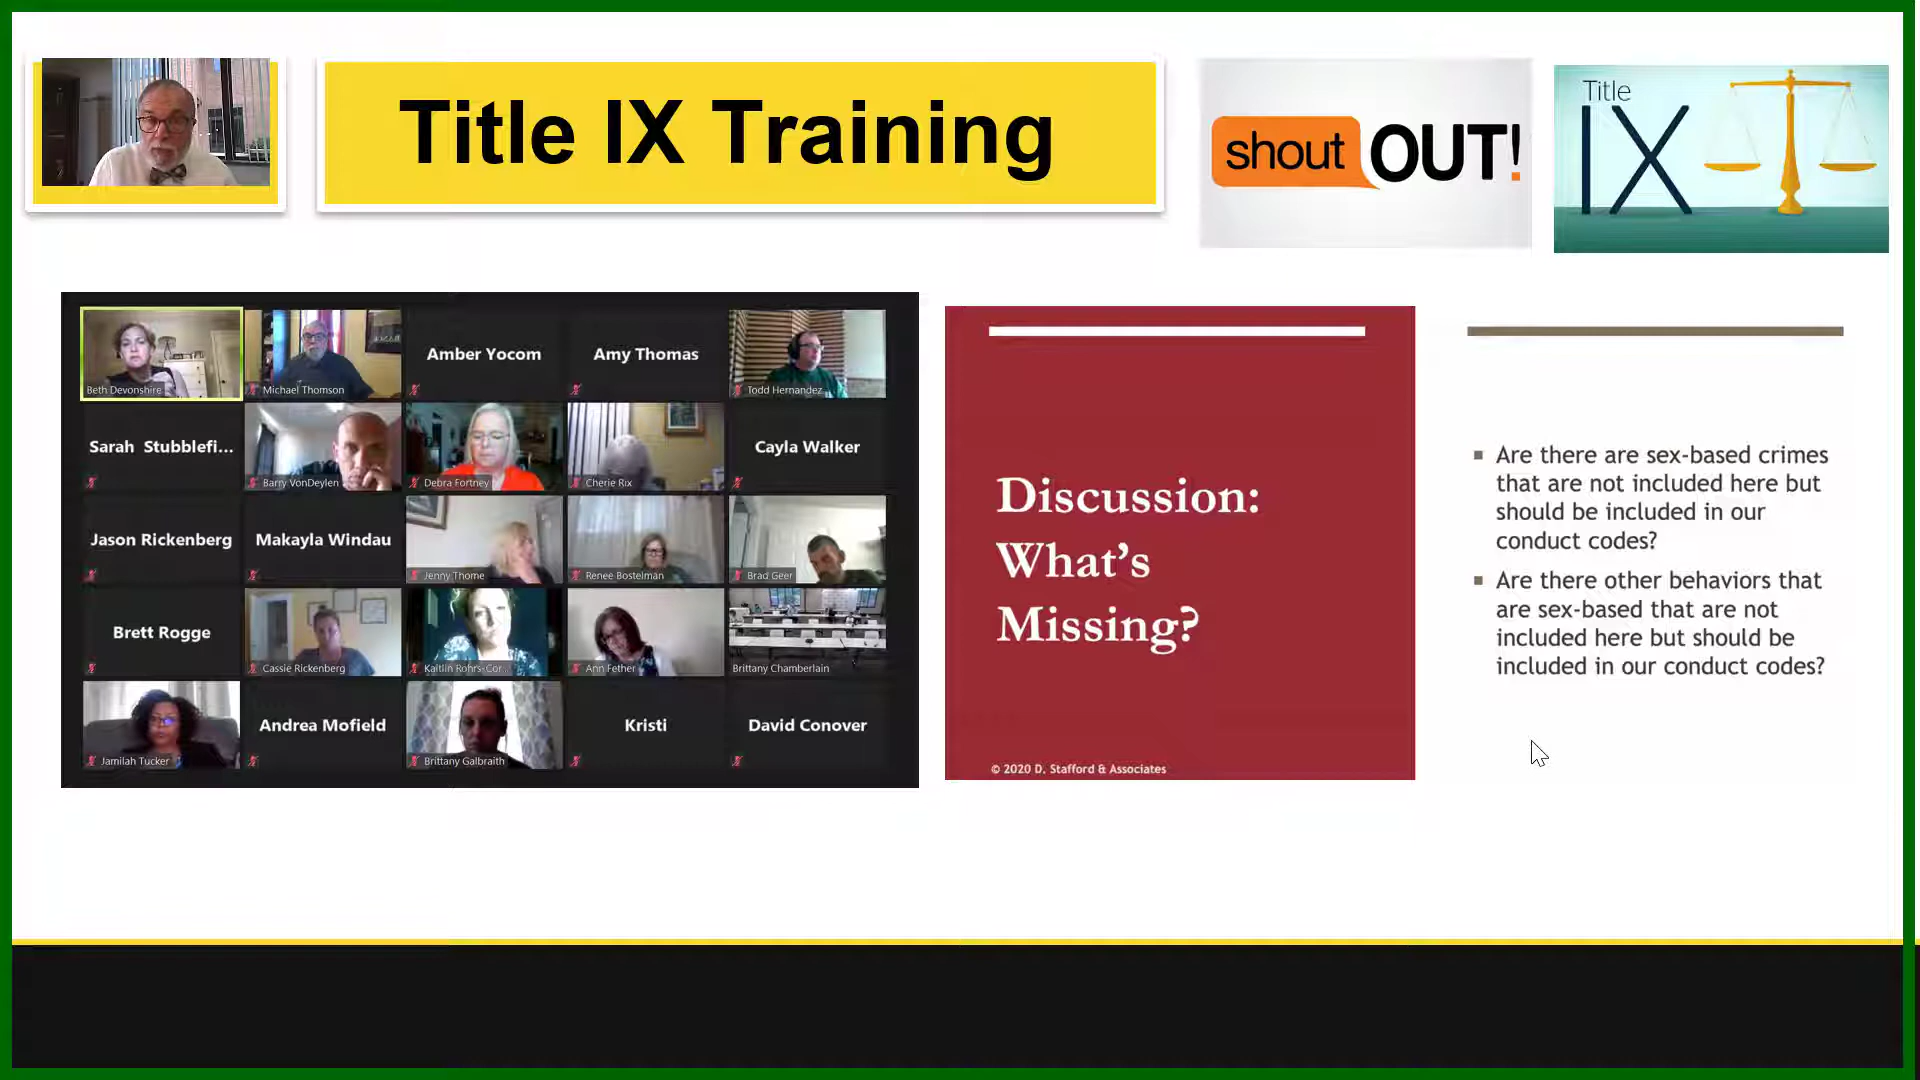 Title IX Training
shout OUT!
Title
IX
Beth Devonshire
Michael Thomson
Amber Yocom
Amy Thomas
Todd Hernandez
Sarah Stubblefi...
Barry VonDeylen
Debra Fortney
Cherie Rix
Cayla Walker
Jason Rickenberg
Makayla Windau
Jenny Thome
Renee Bostelman
Brad Geer
Brett Rogge
Cassie Rickenberg
Kaitlin Rohrs-Cor...
Ann Fether
Brittany Chamberlain
Jamilah Tucker
Andrea Mofield
Brittany Galbraith
Kristi
David Conover
Discussion:
What's
Missing?
© 2020 D. Stafford & Associates
▪ Are there are sex-based crimes
that are not included here but
should be included in our
conduct codes?
▪ Are there other behaviors that
are sex-based that are not
included here but should be
included in our conduct codes?